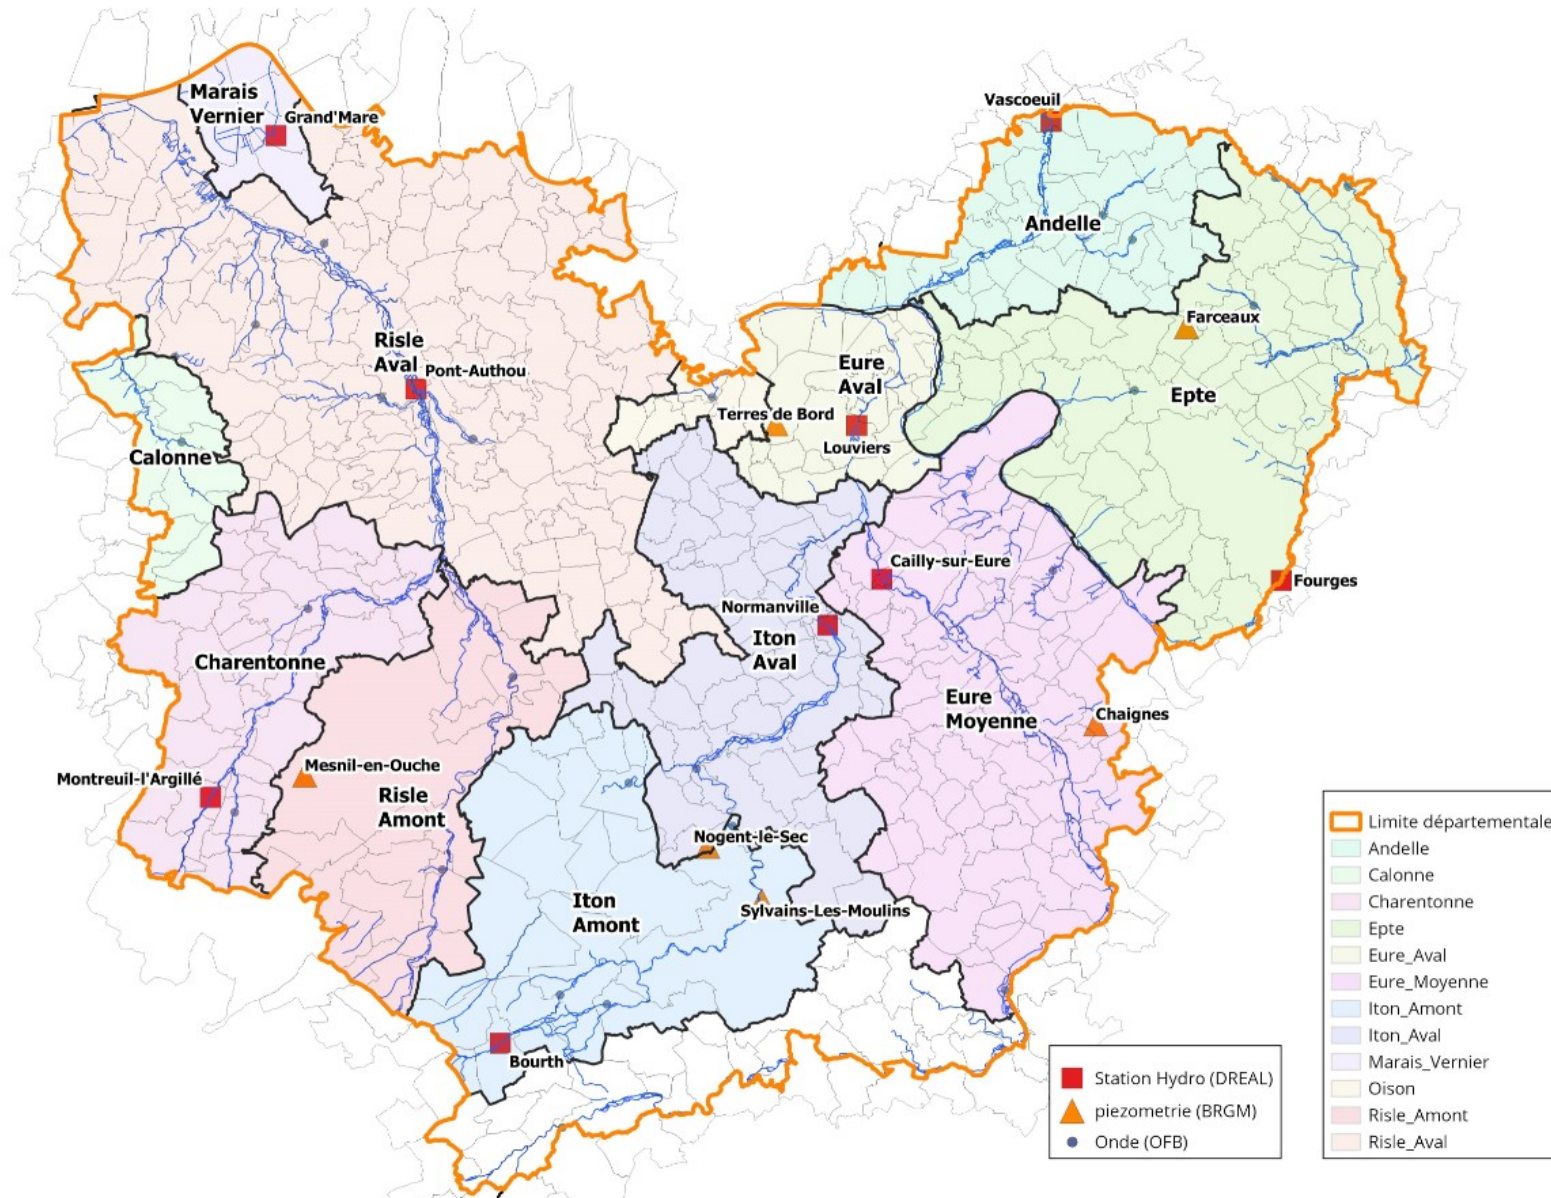 Marais
Vernier
Grand'Mare
Vascoeuil
Andelle
Farceaux
Risle
Aval
Pont-Authou
Eure
Aval
Epte
Terres de Bord
Louviers
Calonne
Cailly-sur-Eure
Fourges
Normanville
Iton
Aval
Charentonne
Eure
Moyenne
Chaignes
Montreuil-l'Argillé
Mesnil-en-Ouche
Risle
Amont
Nogent-le-Sec
Iton
Amont
Sylvains-Les-Moulins
Bourth
Station Hydro (DREAL)
piezometrie (BRGM)
Onde (OFB)
Limite départementale
Andelle
Calonne
Charentonne
Epte
Eure_Aval
Eure_Moyenne
Iton_Amont
Iton_Aval
Marais_Vernier
Oison
Risle_Amont
Risle_Aval